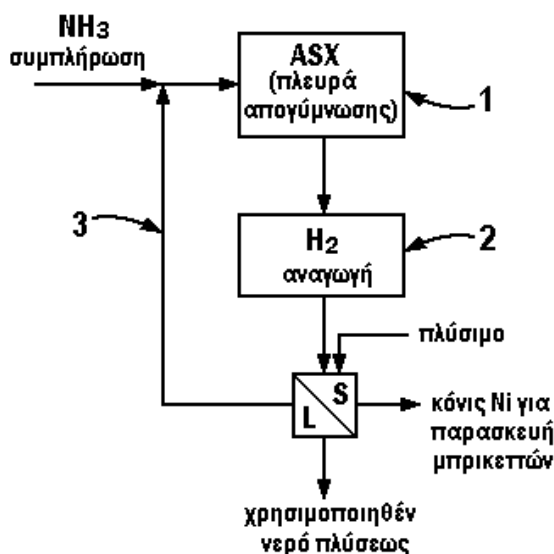 NH3
συμπλήρωση
ASX
(πλευρά
απογύμνωσης)
1
3
H2
αναγωγή
2
πλύσιμο
S
L
κόνις Ni για
παρασκευή
μπρικεττών
χρησιμοποιηθέν
νερό πλύσεως